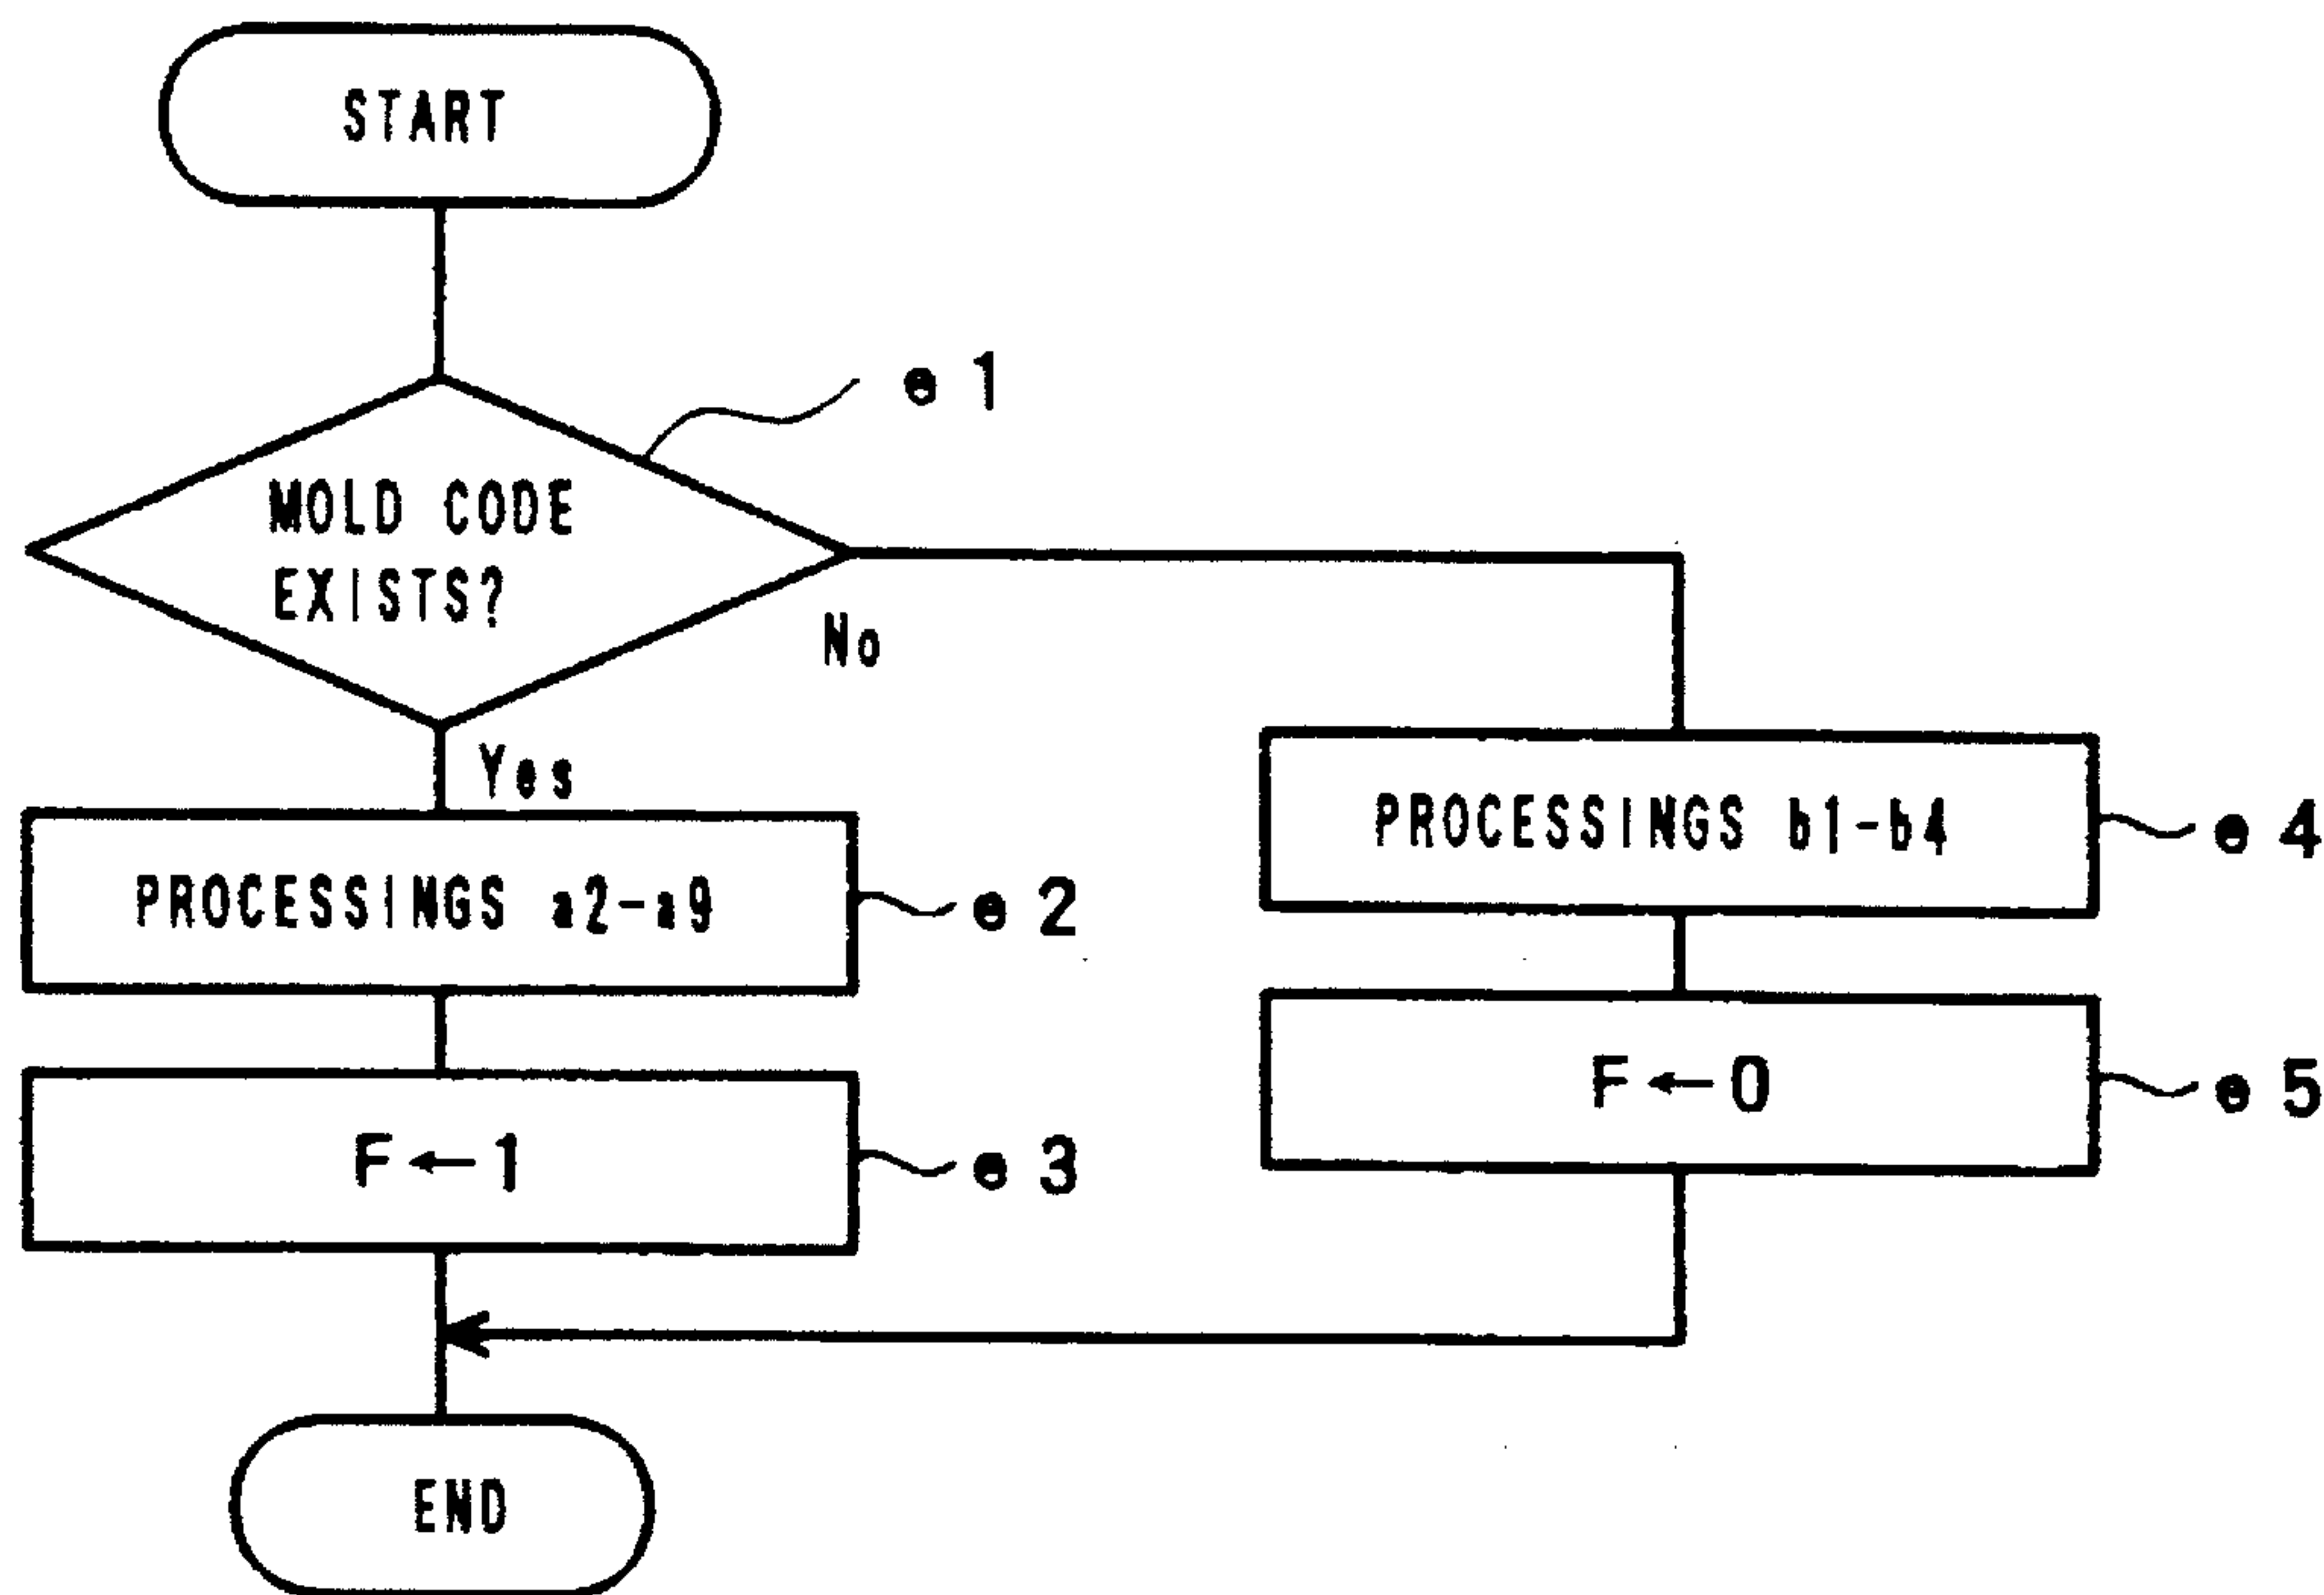 START
e1
MOLD CODE
EXISTS?
No
Yes
PROCESSINGS a2-a9
e2
F←1
e3
PROCESSINGS b1-b4
e4
F←0
e5
END